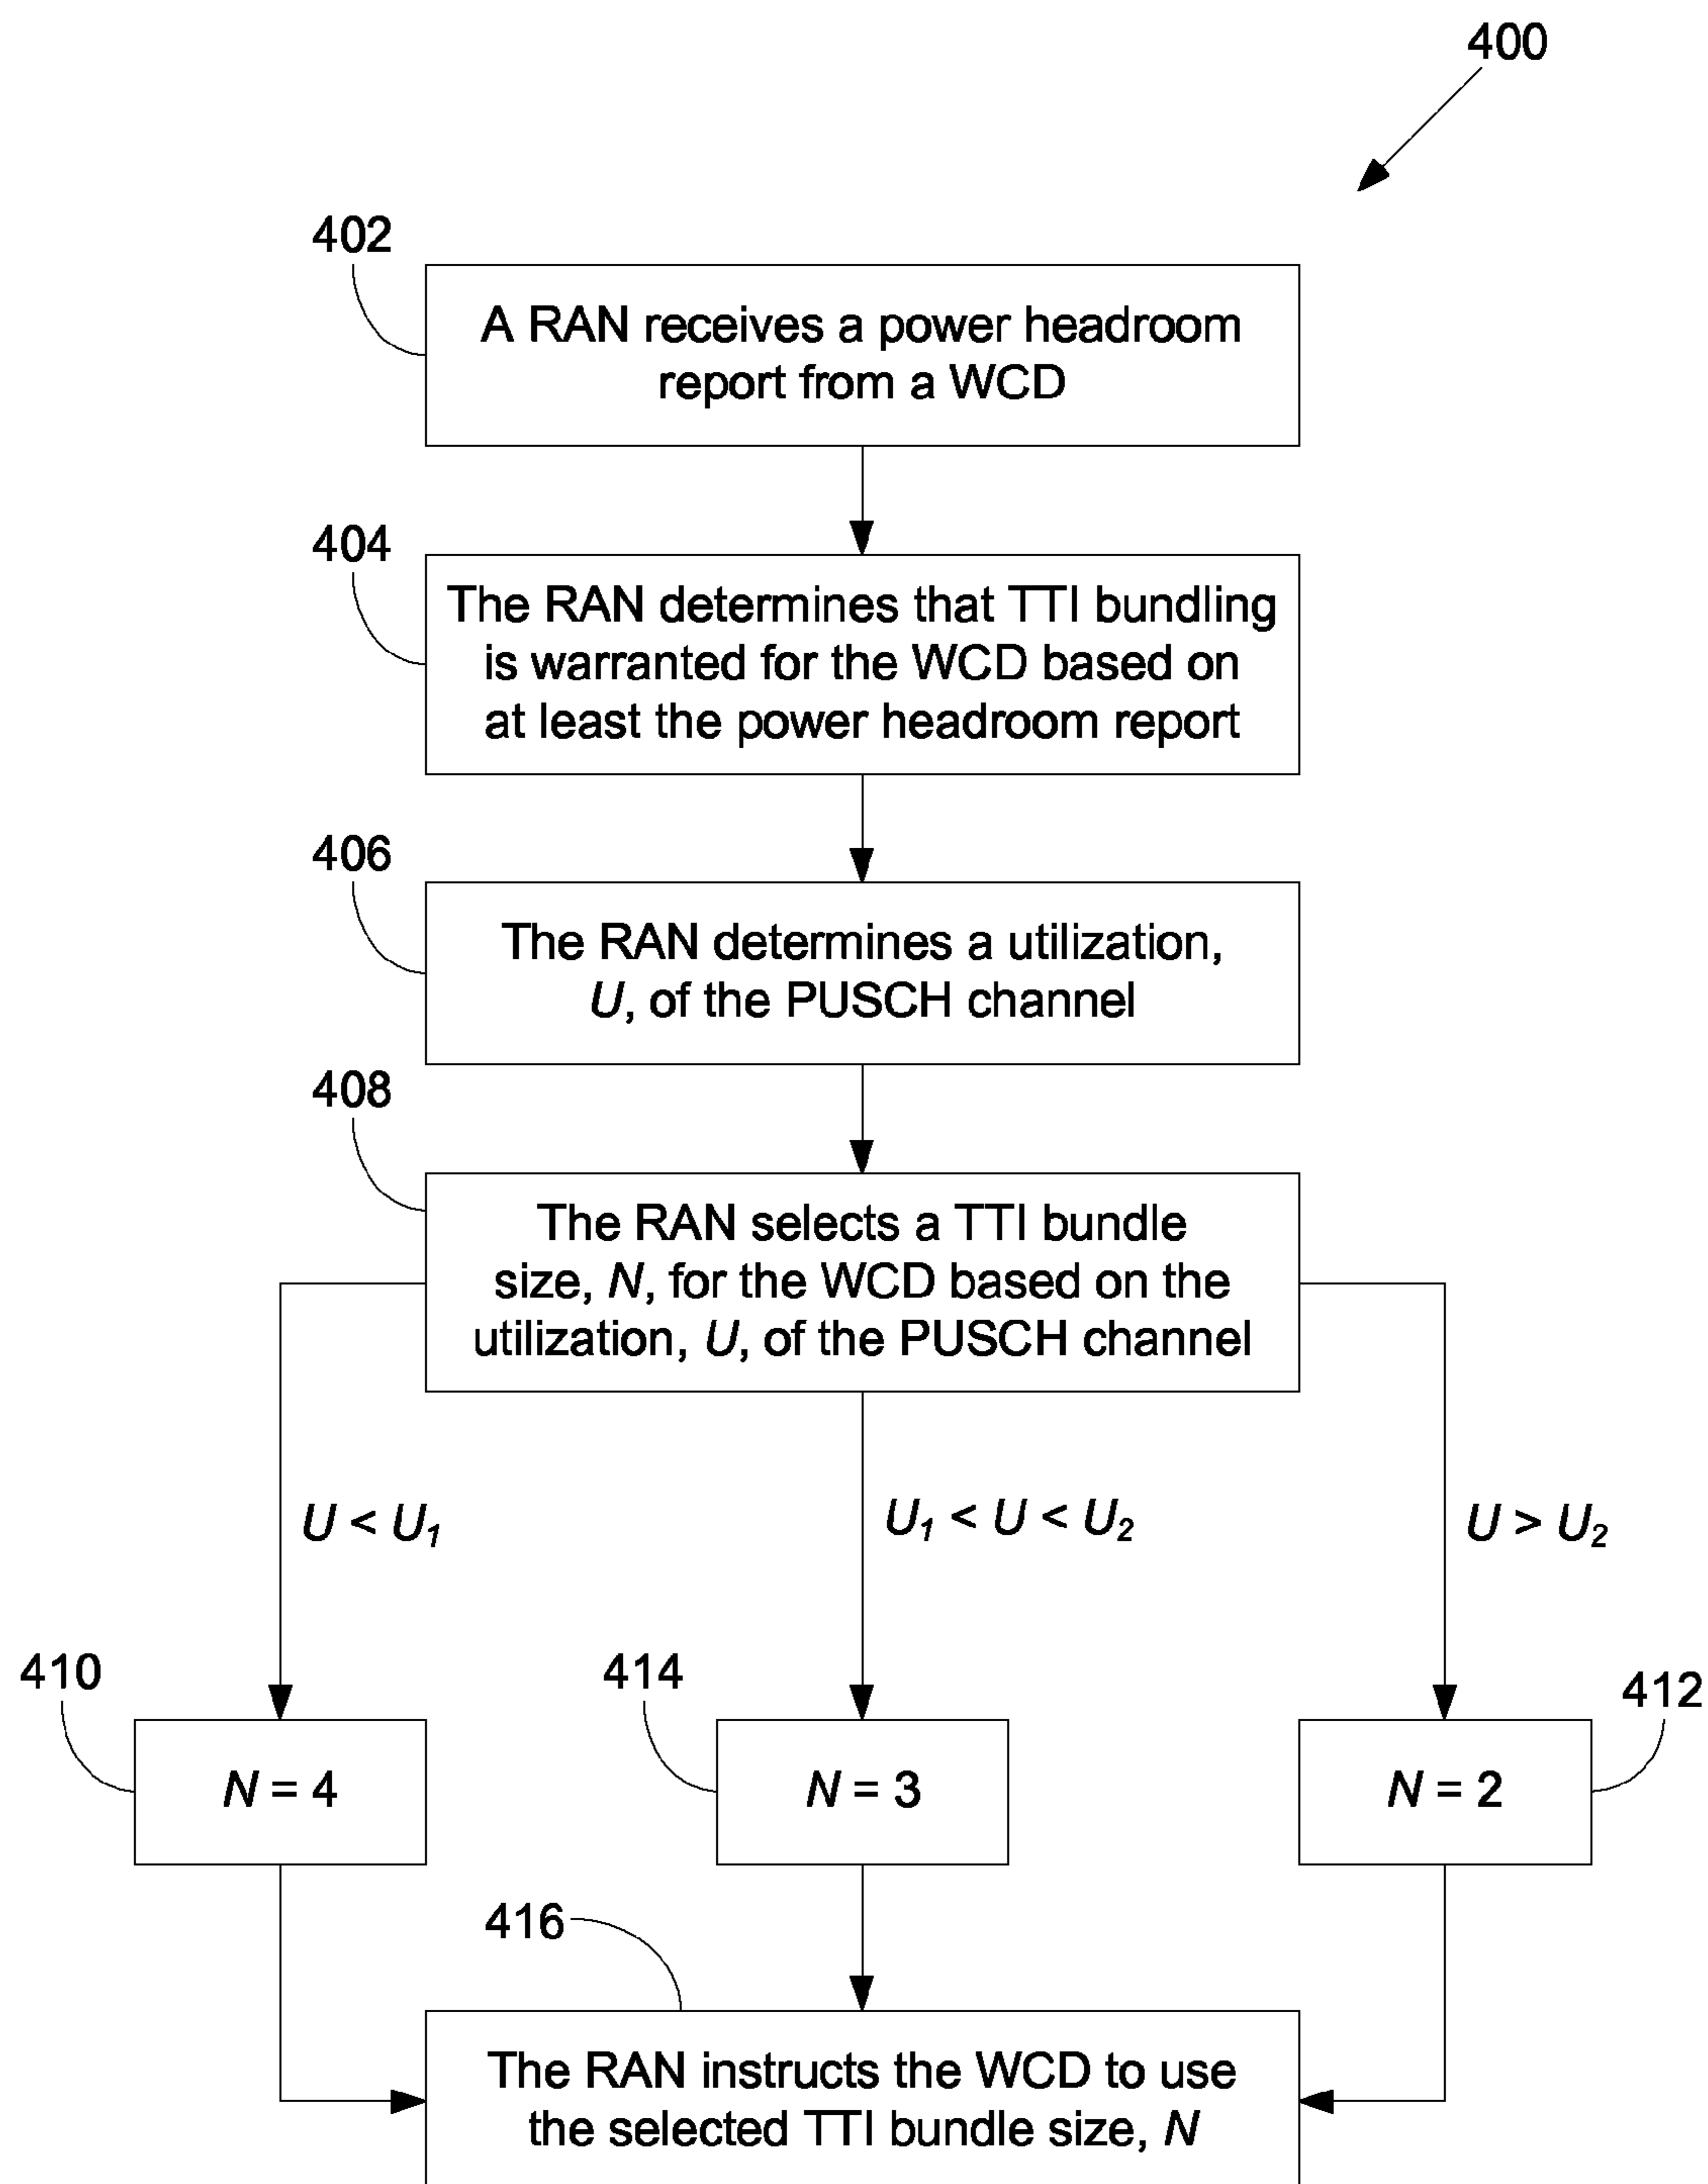 400
402
A RAN receives a power headroom
report from a WCD
404
The RAN determines that TTI bundling
is warranted for the WCD based on
at least the power headroom report
406
The RAN determines a utilization,
U, of the PUSCH channel
408
The RAN selects a TTI bundle
size, N, for the WCD based on the
utilization, U, of the PUSCH channel
U < U1
U1 < U < U2
U > U2
410
414
412
N = 4
N = 3
N = 2
416
The RAN instructs the WCD to use
the selected TTI bundle size, N